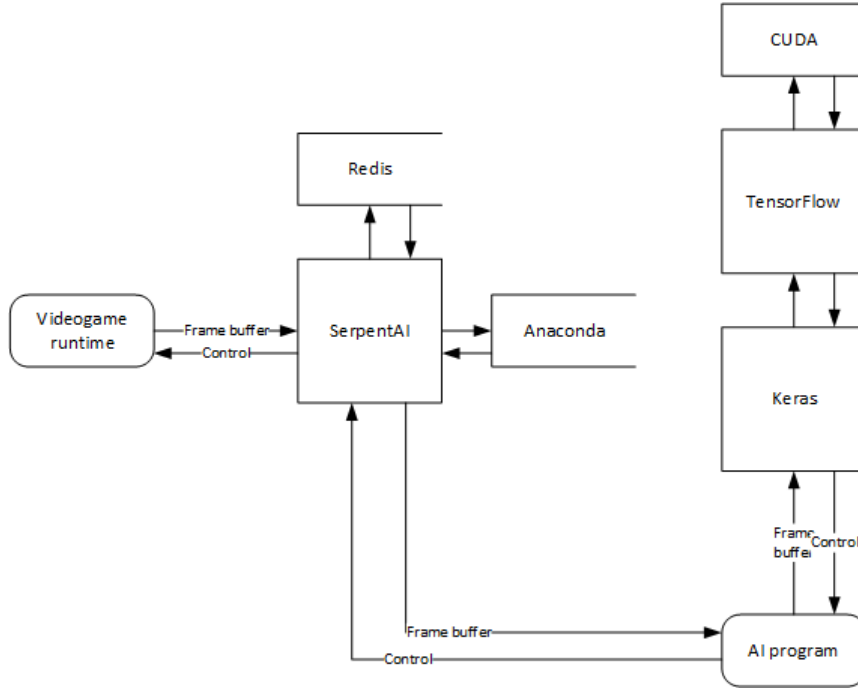 CUDA
Redis
TensorFlow
Videogame
runtime
Frame buffer
Control
SerpentAI
Anaconda
Keras
Frame
buffer
Control
Frame buffer
Control
AI program